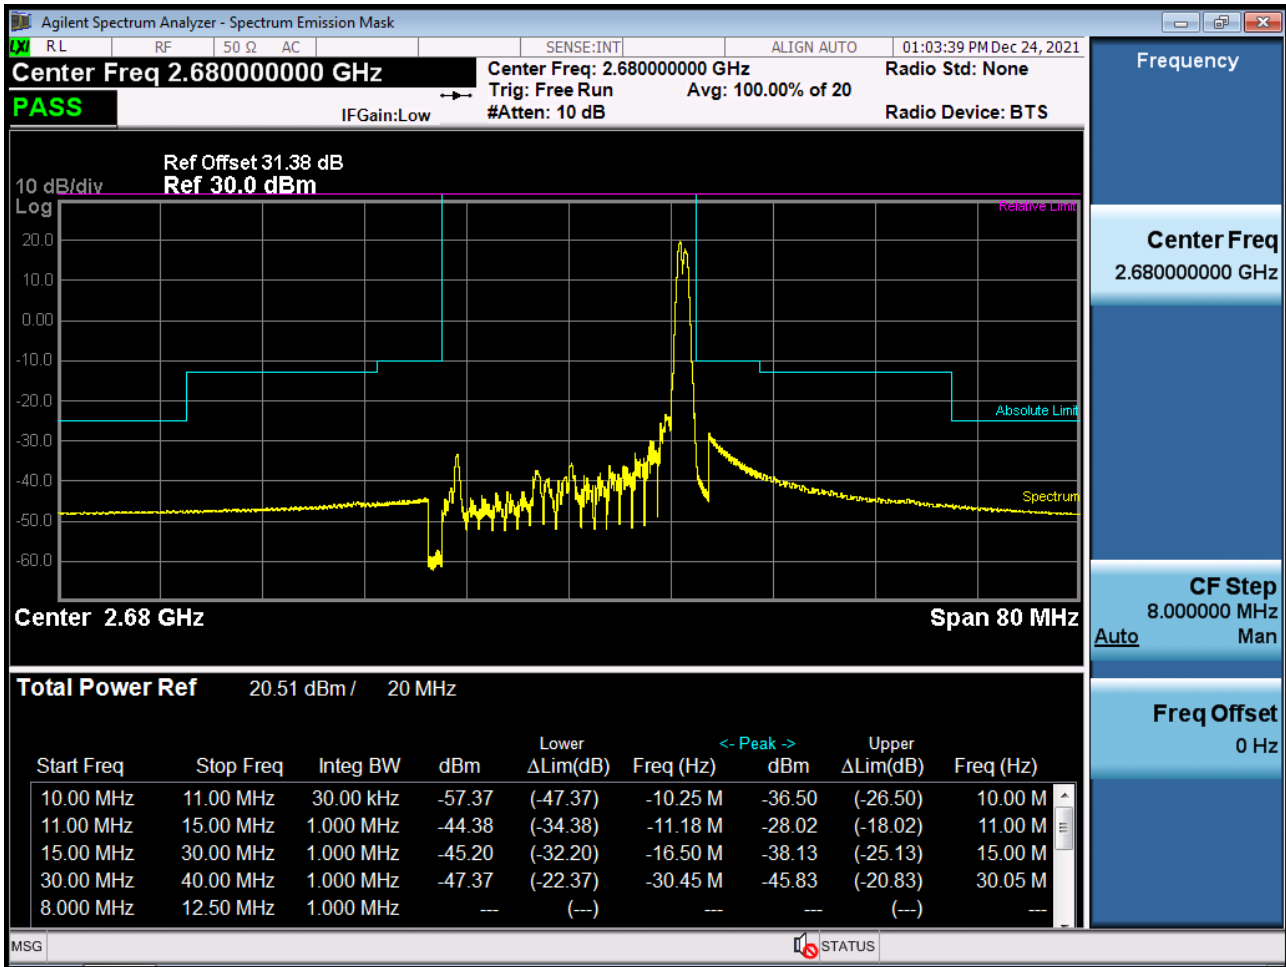 Agilent Spectrum Analyzer - Spectrum Emission Mask
LXI RL RF 50 Ω AC SENSE:INT ALIGN AUTO 01:03:39 PM Dec 24, 2021
Center Freq 2.680000000 GHz
Center Freq: 2.680000000 GHz
Radio Std: None
Trig: Free Run Avg: 100.00% of 20
PASS
IFGain:Low
#Atten: 10 dB
Radio Device: BTS
Ref Offset 31.38 dB
10 dB/div Ref 30.0 dBm
Log
Relative Limit
20.0
10.0
0.00
-10.0
-20.0
Absolute Limit
-30.0
-40.0
Spectrum
-50.0
-60.0
Center 2.68 GHz Span 80 MHz
Total Power Ref 20.51 dBm / 20 MHz
Lower <- Peak -> Upper
Start Freq Stop Freq Integ BW dBm ΔLim(dB) Freq (Hz) dBm ΔLim(dB) Freq (Hz)
10.00 MHz 11.00 MHz 30.00 kHz -57.37 (-47.37) -10.25 M -36.50 (-26.50) 10.00 M
11.00 MHz 15.00 MHz 1.000 MHz -44.38 (-34.38) -11.18 M -28.02 (-18.02) 11.00 M
15.00 MHz 30.00 MHz 1.000 MHz -45.20 (-32.20) -16.50 M -38.13 (-25.13) 15.00 M
30.00 MHz 40.00 MHz 1.000 MHz -47.37 (-22.37) -30.45 M -45.83 (-20.83) 30.05 M
8.000 MHz 12.50 MHz 1.000 MHz --- (---) --- --- (---) ---
MSG STATUS
Frequency
Center Freq
2.680000000 GHz
CF Step
8.000000 MHz
Auto Man
Freq Offset
0 Hz